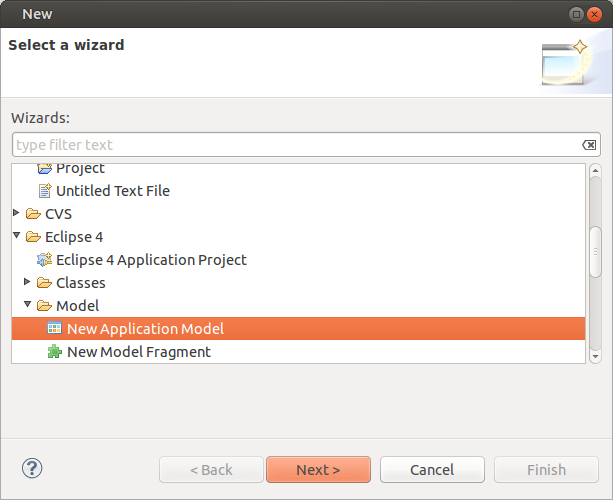 New
Select a wizard
Wizards:
type filter text
Project
Untitled Text File
CVS
Eclipse 4
Eclipse 4 Application Project
Classes
Model
New Application Model
New Model Fragment
? < Back Next > Cancel Finish